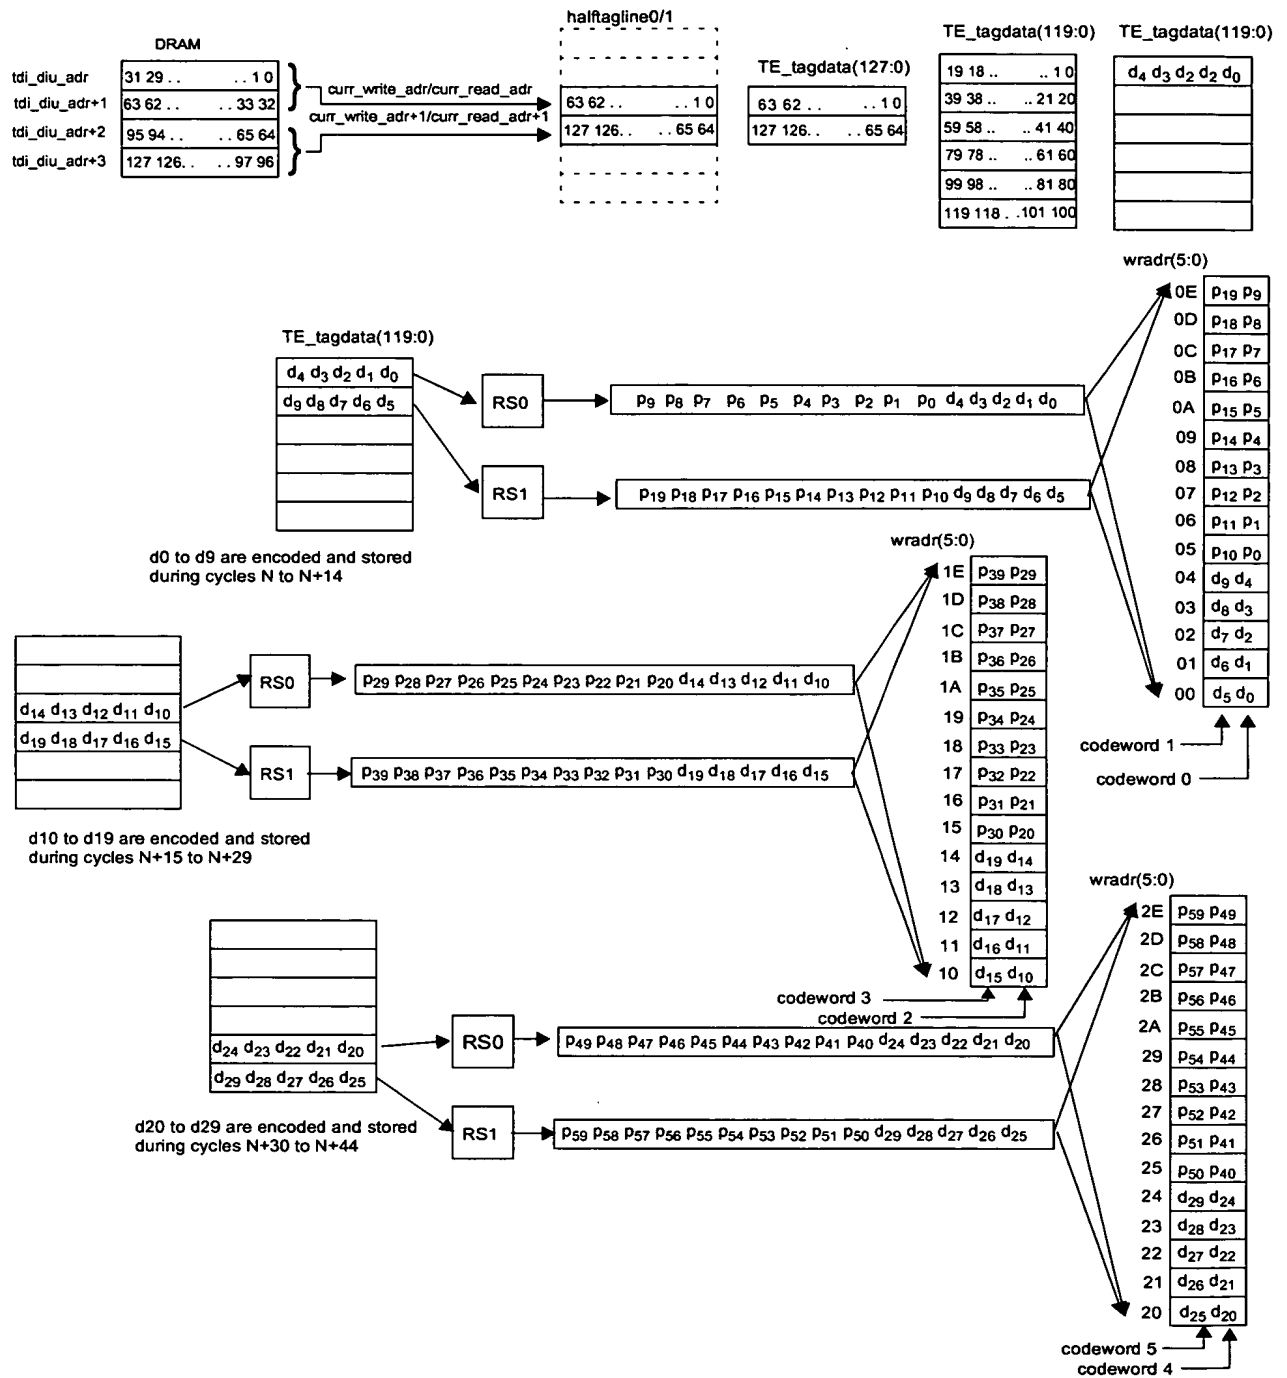 halftagline0/1
TE_tagdata(119:0)
TE_tagdata(119:0)
DRAM
TE_tagdata(127:0)
tdi_diu_adr
31 29 . . . . 1 0
tdi_diu_adr+1
63 62 . . . . 33 32
tdi_diu_adr+2
95 94 . . . . 65 64
tdi_diu_adr+3
127 126. . . . 97 96
curr_write_adr/curr_read_adr
curr_write_adr+1/curr_read_adr+1
63 62 . . . . 1 0
127 126. . . . 65 64
63 62 . . . . 1 0
127 126. . . . 65 64
19 18 .. .. 1 0
39 38 .. .. 21 20
59 58 .. .. 41 40
79 78 .. .. 61 60
99 98 .. .. 81 80
119 118 . . 101 100
d4 d3 d2 d2 d0
wradr(5:0)
0E p19 p9
0D p18 p8
0C p17 p7
0B p16 p6
0A p15 p5
09 p14 p4
08 p13 p3
07 p12 p2
06 p11 p1
05 p10 p0
04 d9 d4
03 d8 d3
02 d7 d2
01 d6 d1
00 d5 d0
codeword 1
codeword 0
TE_tagdata(119:0)
d4 d3 d2 d1 d0
d9 d8 d7 d6 d5
RS0
p9 p8 p7 p6 p5 p4 p3 p2 p1 p0 d4 d3 d2 d1 d0
RS1
p19 p18 p17 p16 p15 p14 p13 p12 p11 p10 d9 d8 d7 d6 d5
d0 to d9 are encoded and stored
during cycles N to N+14
wradr(5:0)
1E p39 p29
1D p38 p28
1C p37 p27
1B p36 p26
1A p35 p25
19 p34 p24
18 p33 p23
17 p32 p22
16 p31 p21
15 p30 p20
14 d19 d14
13 d18 d13
12 d17 d12
11 d16 d11
10 d15 d10
codeword 3
codeword 2
d14 d13 d12 d11 d10
d19 d18 d17 d16 d15
RS0
p29 p28 p27 p26 p25 p24 p23 p22 p21 p20 d14 d13 d12 d11 d10
RS1
p39 p38 p37 p36 p35 p34 p33 p32 p31 p30 d19 d18 d17 d16 d15
d10 to d19 are encoded and stored
during cycles N+15 to N+29
wradr(5:0)
2E p59 p49
2D p58 p48
2C p57 p47
2B p56 p46
2A p55 p45
29 p54 p44
28 p53 p43
27 p52 p42
26 p51 p41
25 p50 p40
24 d29 d24
23 d28 d23
22 d27 d22
21 d26 d21
20 d25 d20
codeword 5
codeword 4
d24 d23 d22 d21 d20
d29 d28 d27 d26 d25
RS0
p49 p48 p47 p46 p45 p44 p43 p42 p41 p40 d24 d23 d22 d21 d20
RS1
p59 p58 p57 p56 p55 p54 p53 p52 p51 p50 d29 d28 d27 d26 d25
d20 to d29 are encoded and stored
during cycles N+30 to N+44